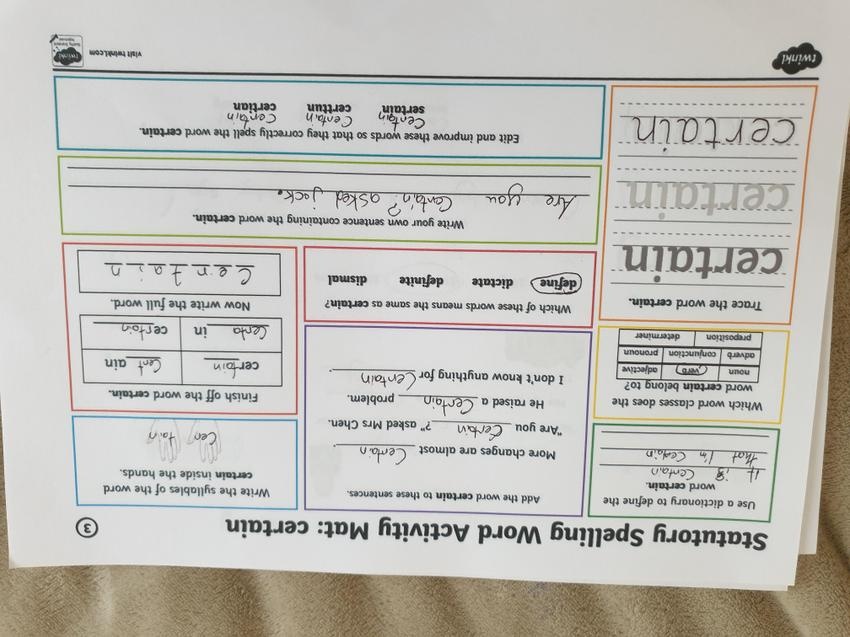 Statutory Spelling Word Activity Mat: certain
3
Use a dictionary to define the
word certain.
it is Certain
that I'm Certain
Which word classes does the
word certain belong to?
noun verb adjective
adverb conjunction pronoun
preposition determiner
Trace the word certain.
certain
certain
certain
Add the word certain to these sentences
More changes are almost Certain.
"Are you Certain?" asked Mrs Chen.
He raised a Certain problem.
I don't know anything for Certain.
Which of these words means the same as certain?
define dictate definite dismal
Write the syllables of the word
certain inside the hands.
Cer tain
Finish off the word certain.
certain Cert ain
Certa in certain
Now write the full word.
Certain
Write your own sentence containing the word certain.
Are you Certain? asked jack.
Edit and improve these words so that they correctly spell the word certain.
Certain Certain Certain
sertain certtun certian
twinkl
visit twinkl.com
twinkl